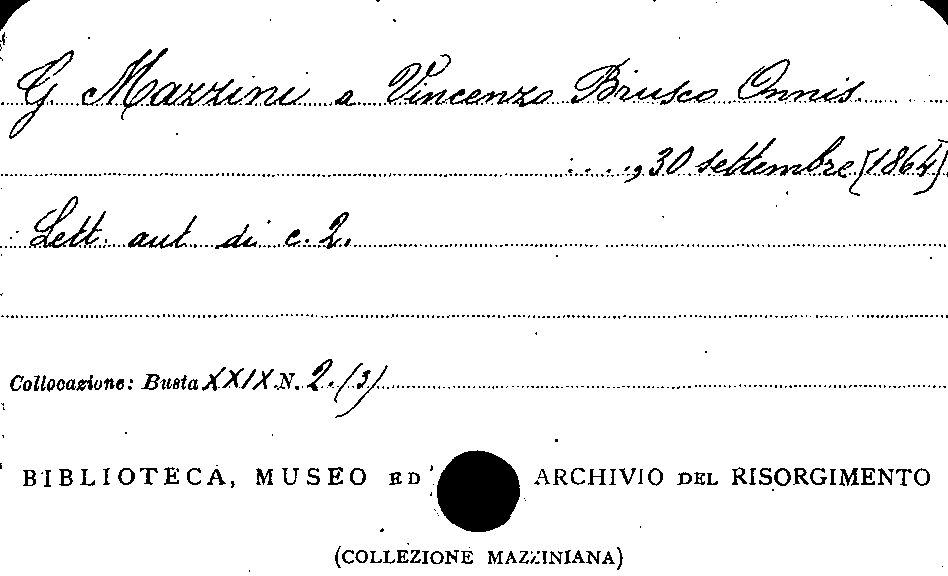 G. Mazzini a Vincenzo Brusco Onnis.
...., 30 settembre [1864].
Lett. aut. di c. 2.
Collocazione: Busta XXIX N. 2. (3)
BIBLIOTECA, MUSEO ED ARCHIVIO DEL RISORGIMENTO
(COLLEZIONE MAZZINIANA)